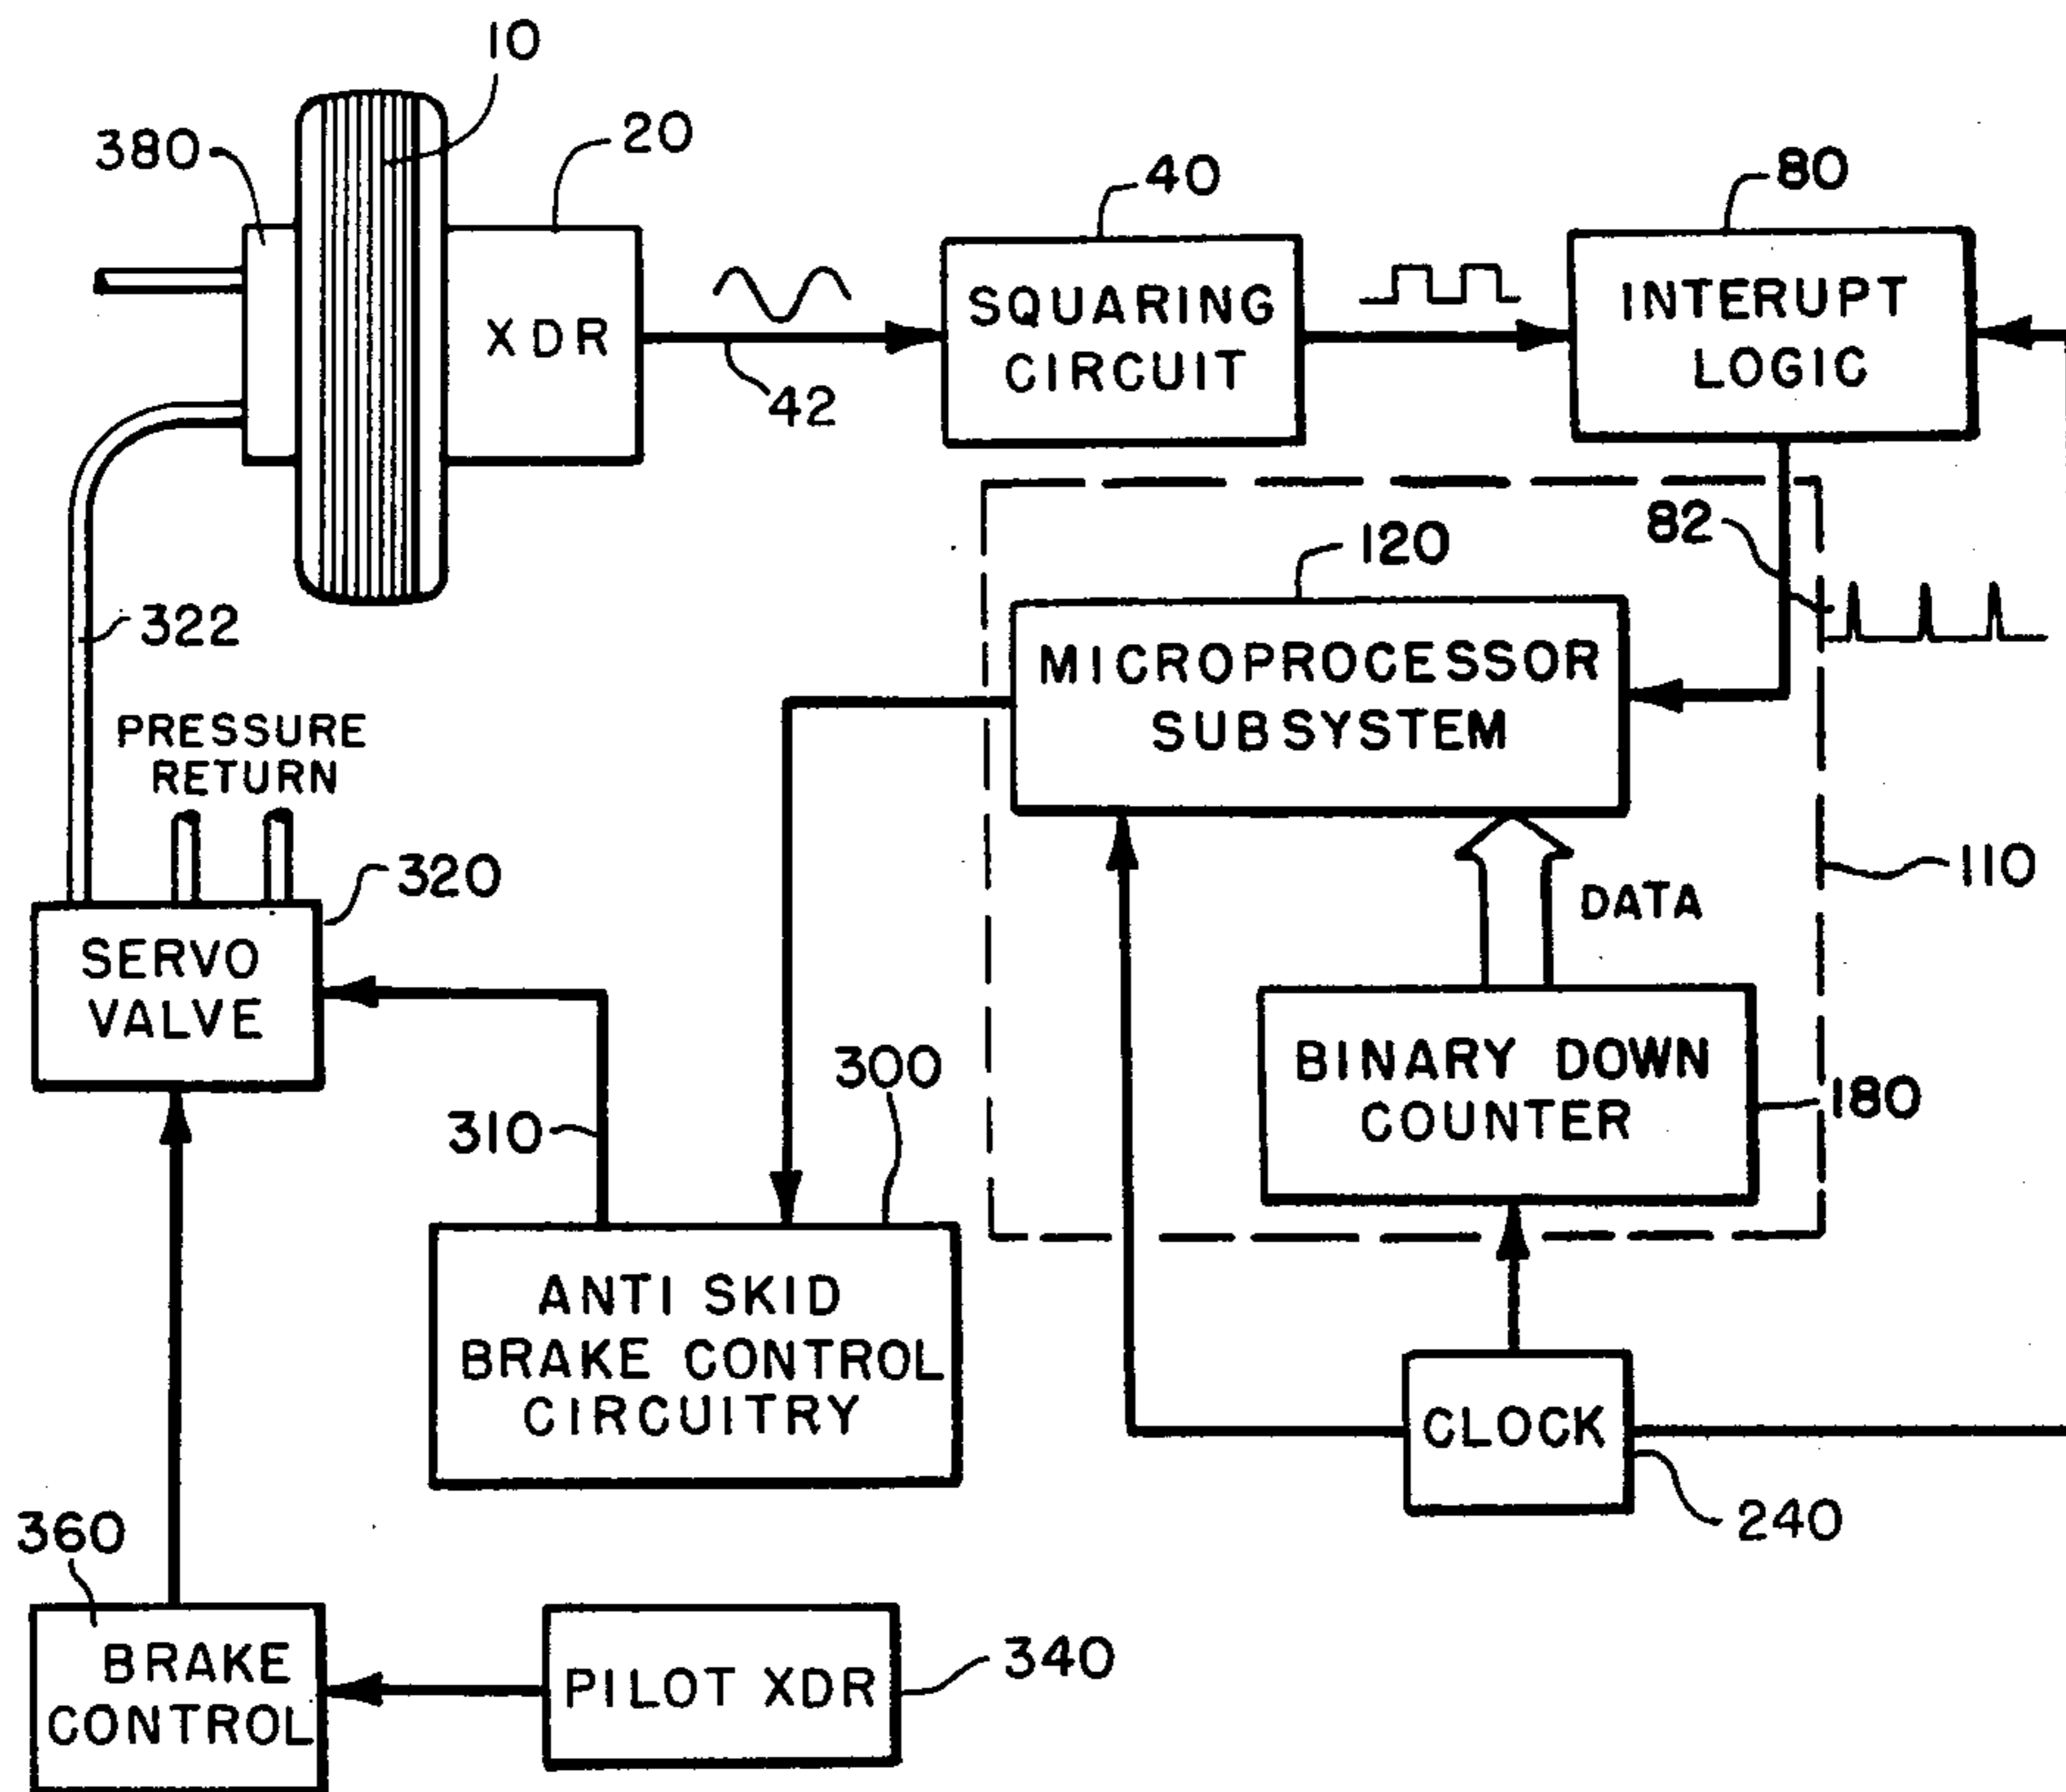 10
380
20
XDR
42
40
SQUARING
CIRCUIT
80
INTERUPT
LOGIC
82
120
MICROPROCESSOR
SUBSYSTEM
110
DATA
BINARY DOWN
COUNTER
180
CLOCK
240
322
PRESSURE
RETURN
320
SERVO
VALVE
310
300
ANTI SKID
BRAKE CONTROL
CIRCUITRY
360
BRAKE
CONTROL
PILOT XDR
340